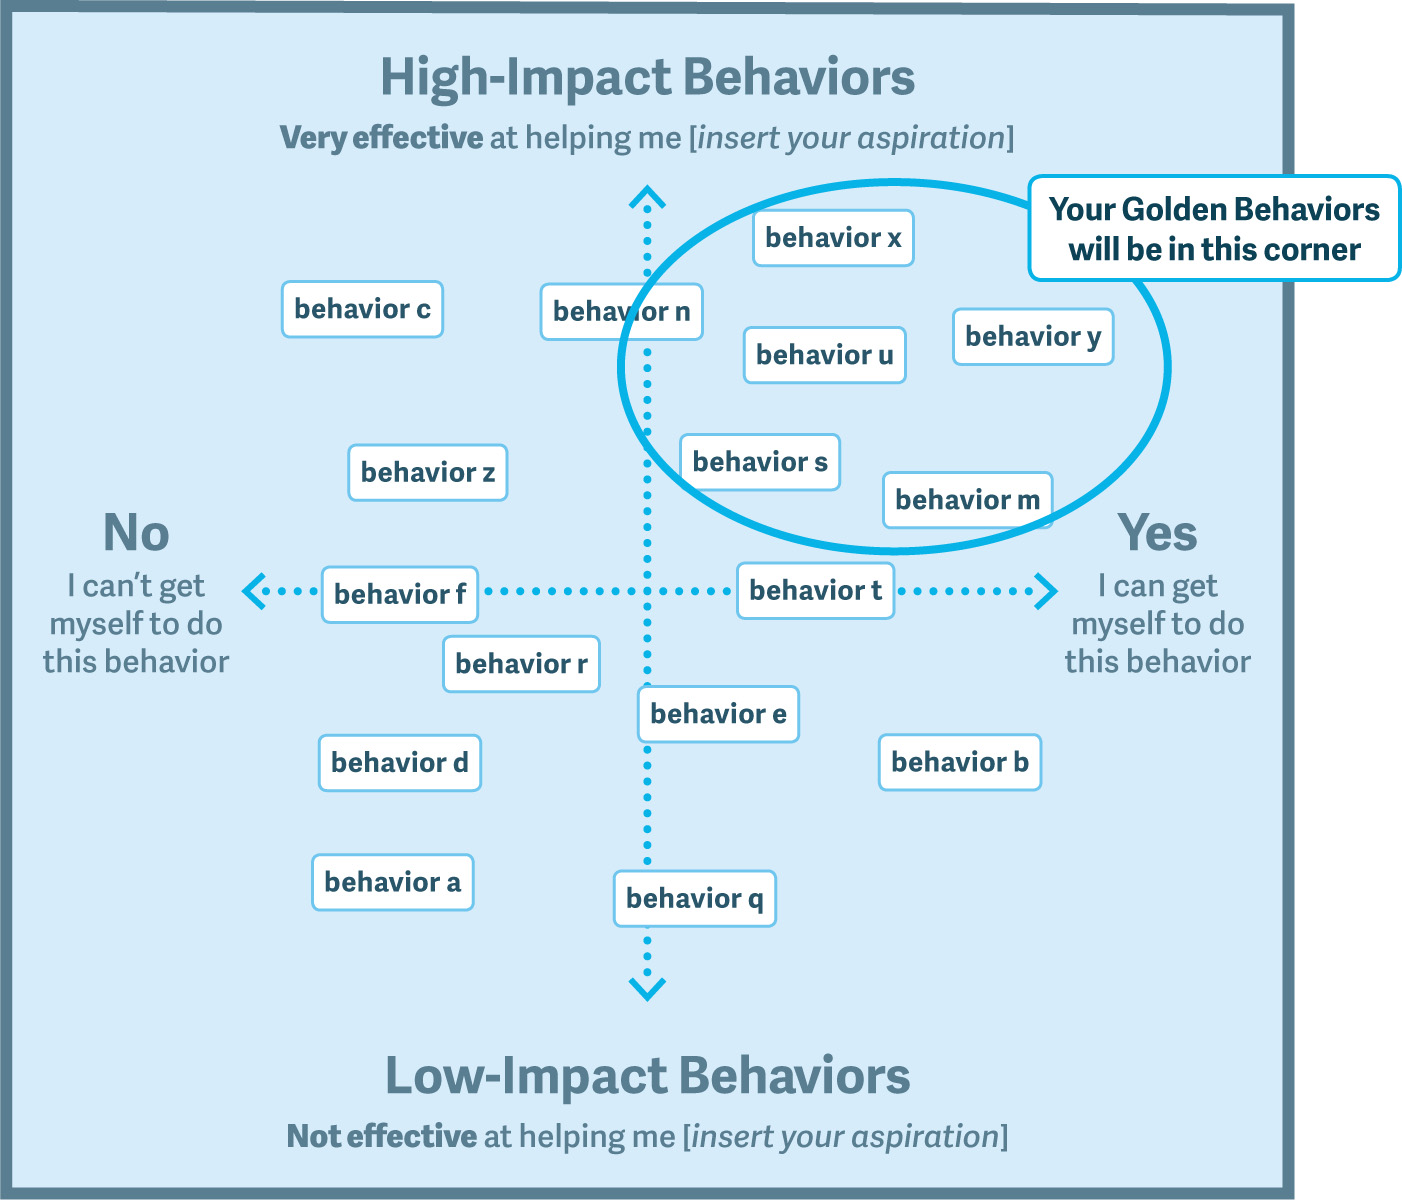 High-Impact Behaviors
Very effective at helping me [insert your aspiration]
Your Golden Behaviors
will be in this corner
behavior x
behavior c
behavior n
behavior y
behavior u
behavior s
behavior z
behavior m
No
I can’t get
myself to do
this behavior
Yes
I can get
myself to do
this behavior
behavior f
behavior t
behavior r
behavior e
behavior d
behavior b
behavior a
behavior q
Low-Impact Behaviors
Not effective at helping me [insert your aspiration]